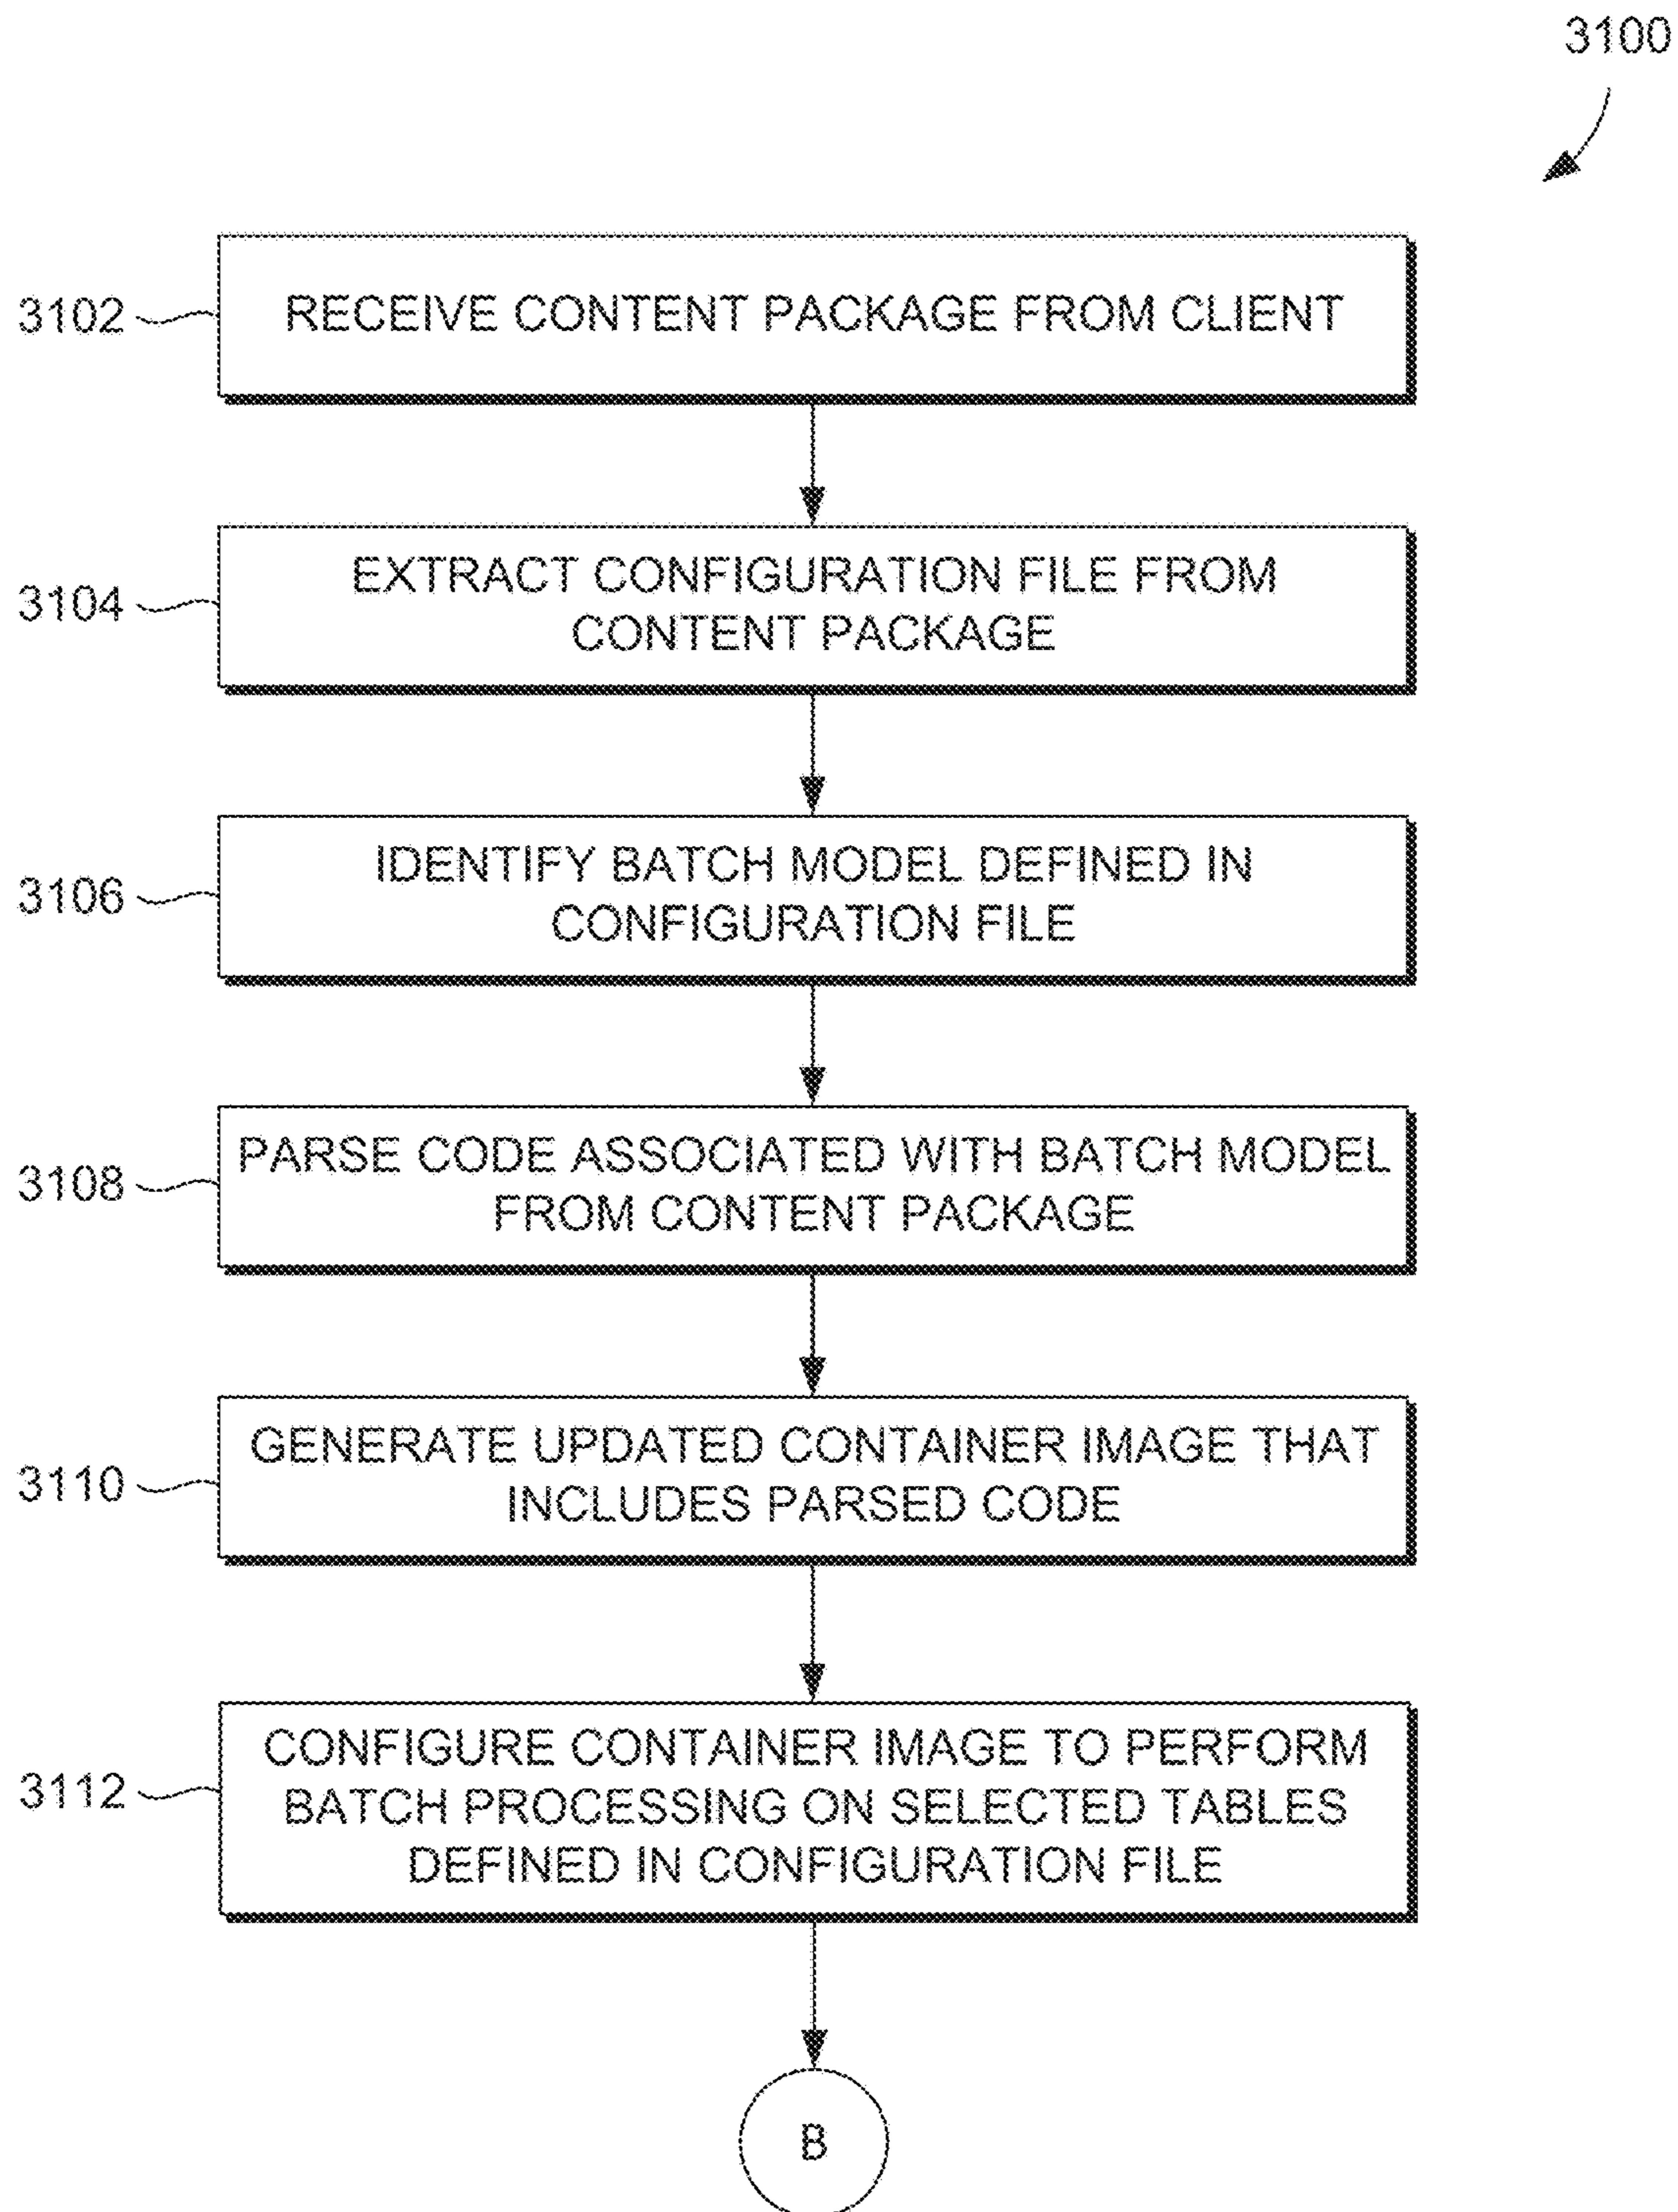 3100
3102
RECEIVE CONTENT PACKAGE FROM CLIENT
3104
EXTRACT CONFIGURATION FILE FROM
CONTENT PACKAGE
3106
IDENTIFY BATCH MODEL DEFINED IN
CONFIGURATION FILE
3108
PARSE CODE ASSOCIATED WITH BATCH MODEL
FROM CONTENT PACKAGE
3110
GENERATE UPDATED CONTAINER IMAGE THAT
INCLUDES PARSED CODE
3112
CONFIGURE CONTAINER IMAGE TO PERFORM
BATCH PROCESSING ON SELECTED TABLES
DEFINED IN CONFIGURATION FILE
B